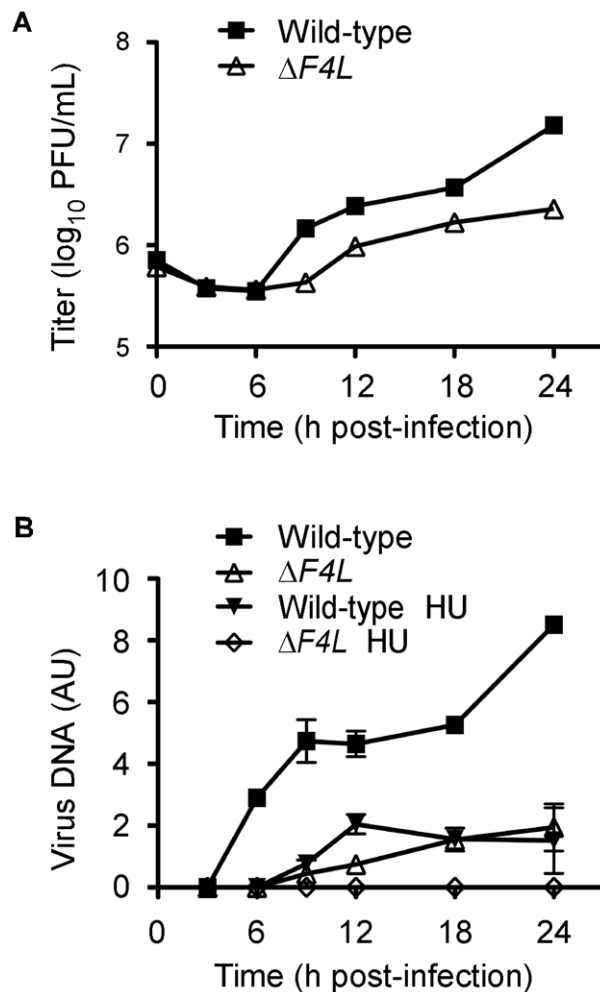 A
Wild-type
ΔF4L
8
7
6
5
Titer (log10 PFU/mL)
0 6 12 18 24
Time (h post-infection)
B
Wild-type
ΔF4L
Wild-type HU
ΔF4L HU
10
8
6
4
2
0
Virus DNA (AU)
0 6 12 18 24
Time (h post-infection)